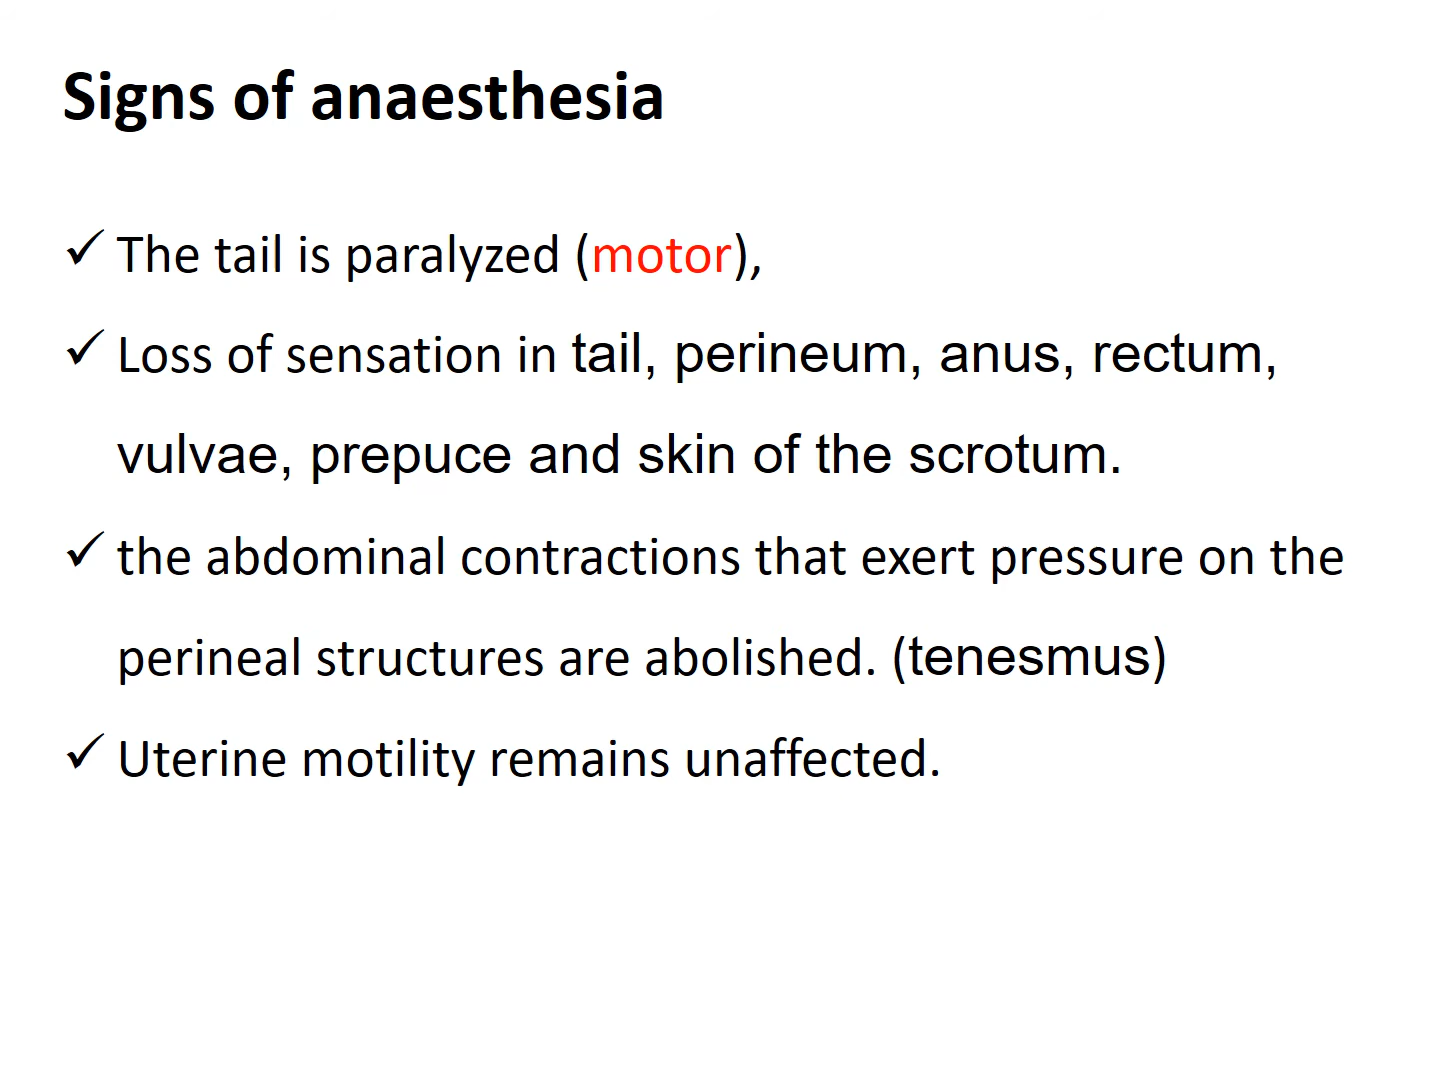 Signs of anaesthesia
✓ The tail is paralyzed (motor),
✓ Loss of sensation in tail, perineum, anus, rectum,
vulvae, prepuce and skin of the scrotum.
✓ the abdominal contractions that exert pressure on the
perineal structures are abolished. (tenesmus)
✓ Uterine motility remains unaffected.